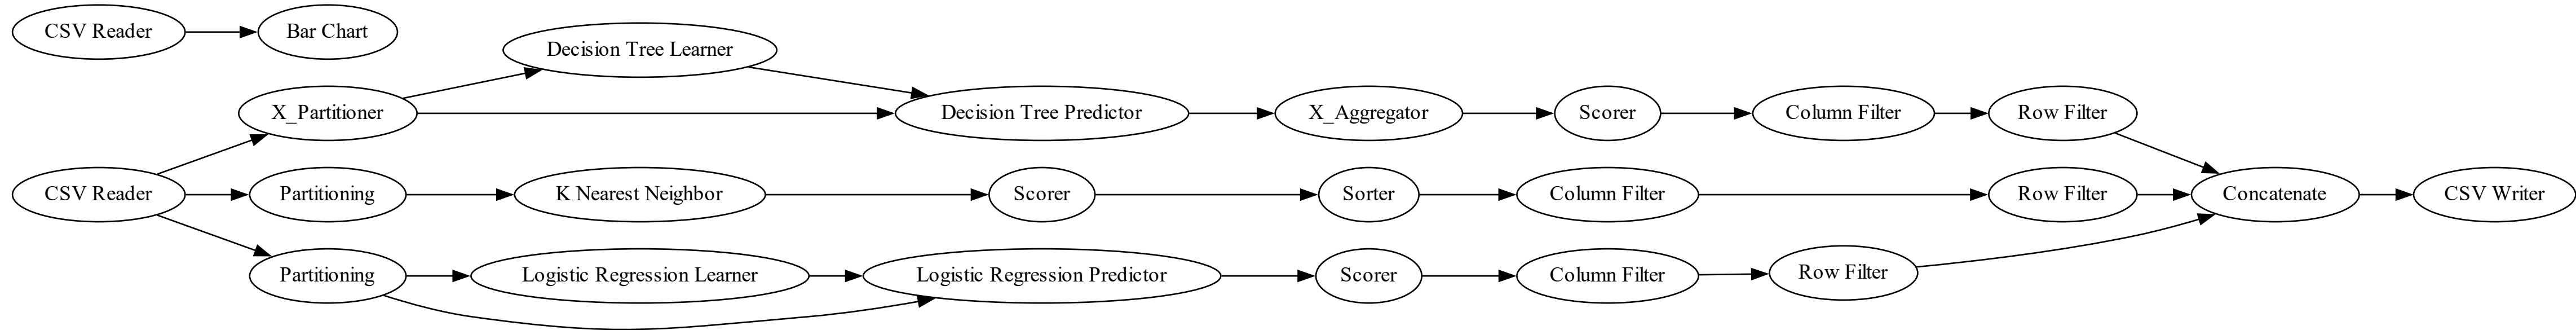 CSV Reader
Bar Chart
Decision Tree Learner
X_Partitioner
Decision Tree Predictor
X_Aggregator
Scorer
Column Filter
Row Filter
CSV Reader
Partitioning
K Nearest Neighbor
Scorer
Sorter
Column Filter
Row Filter
Concatenate
CSV Writer
Partitioning
Logistic Regression Learner
Logistic Regression Predictor
Scorer
Column Filter
Row Filter